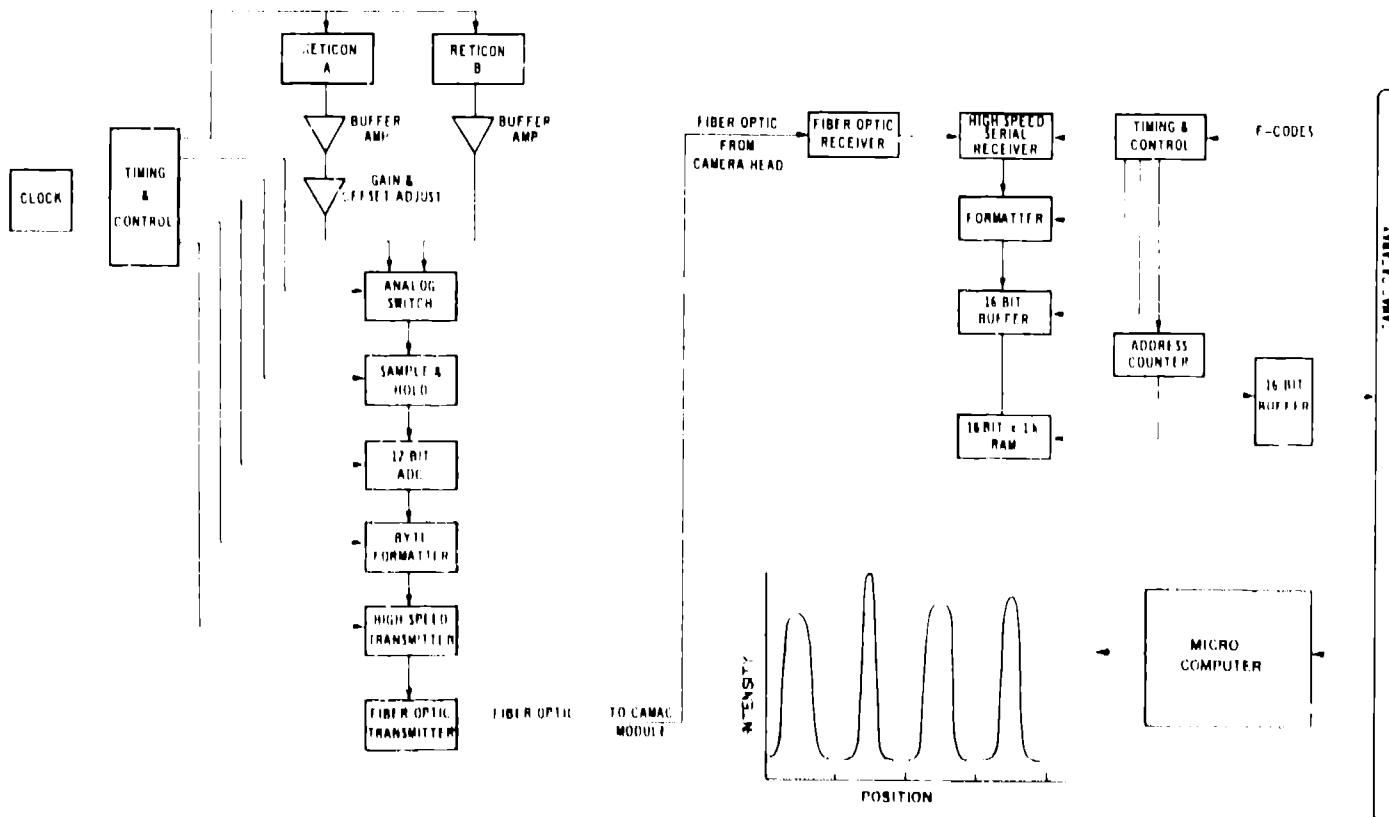 RETICON
A
RETICON
B
BUFFER
AMP
BUFFER
AMP
GAIN &
OFFSET ADJUST
CLOCK
TIMING
&
CONTROL
ANALOG
SWITCH
SAMPLE &
HOLD
12 BIT
ADC
BYTE
FORMATTER
HIGH SPEED
TRANSMITTER
FIBER OPTIC
TRANSMITTER
FIBER OPTIC
TO CAMAC
MODULE
FIBER OPTIC
FROM
CAMERA HEAD
FIBER OPTIC
RECEIVER
HIGH SPEED
SERIAL
RECEIVER
TIMING &
CONTROL
F-CODES
FORMATTER
16 BIT
BUFFER
ADDRESS
COUNTER
16 BIT x 1k
RAM
16 BIT
BUFFER
CAMAC DATAWAY
MICRO
COMPUTER
INTENSITY
POSITION